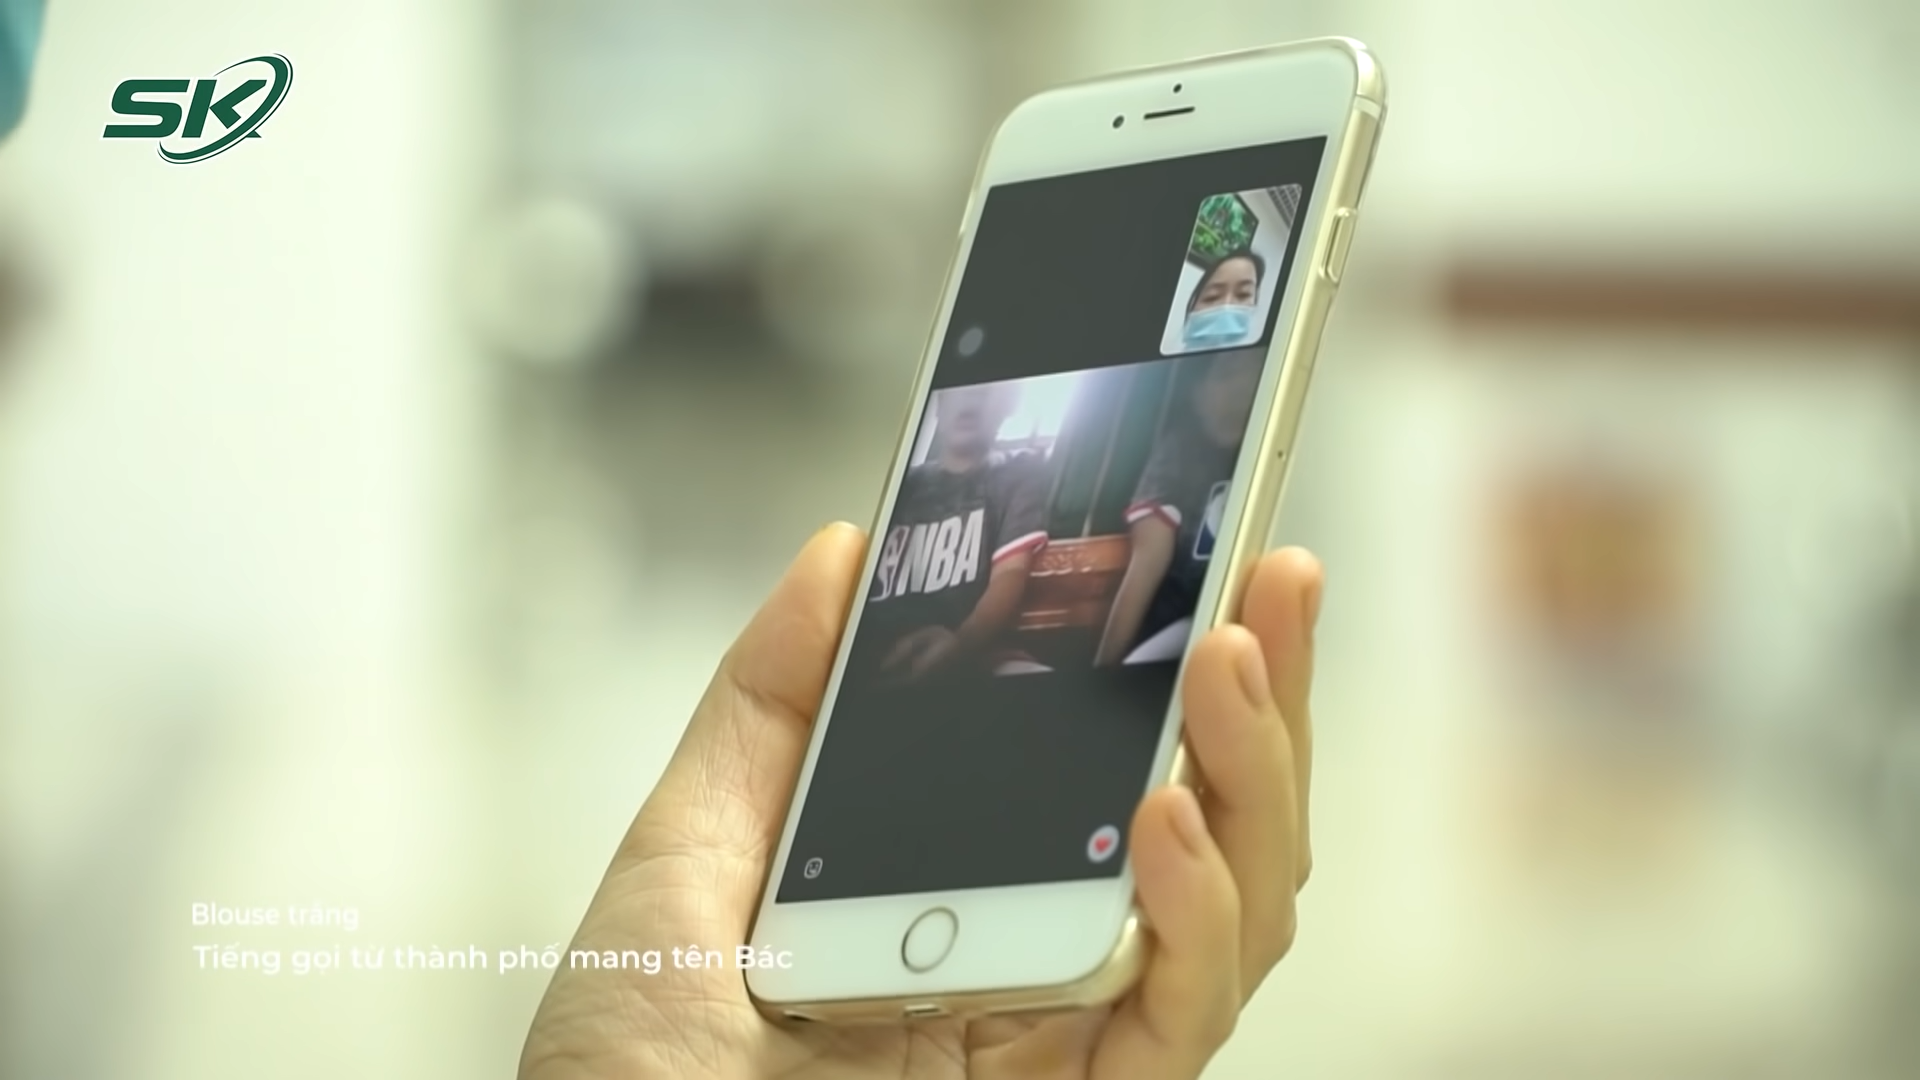 SK
NBA
Blouse trắng
Tiếng gọi từ thành phố mang tên Bác